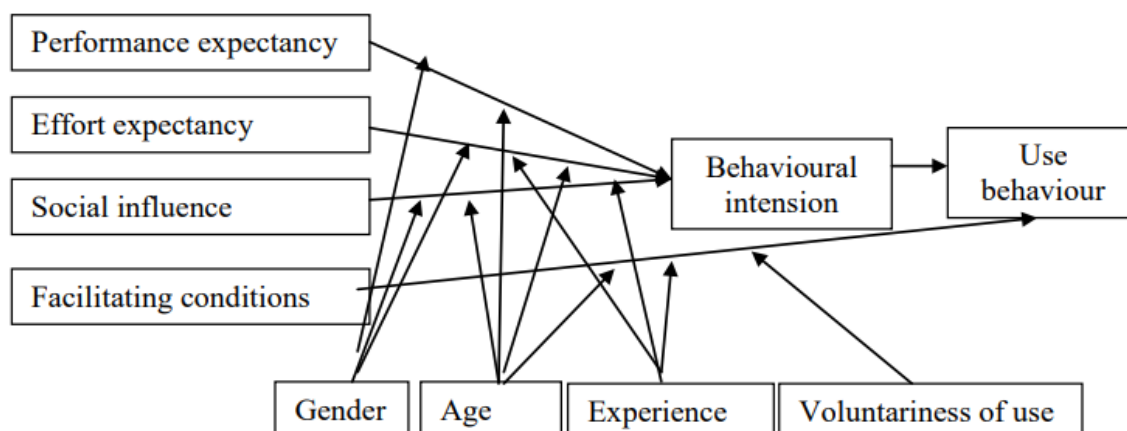 Performance expectancy
Effort expectancy
Social influence
Facilitating conditions
Behavioural
intension
Use
behaviour
Gender
Age
Experience
Voluntariness of use